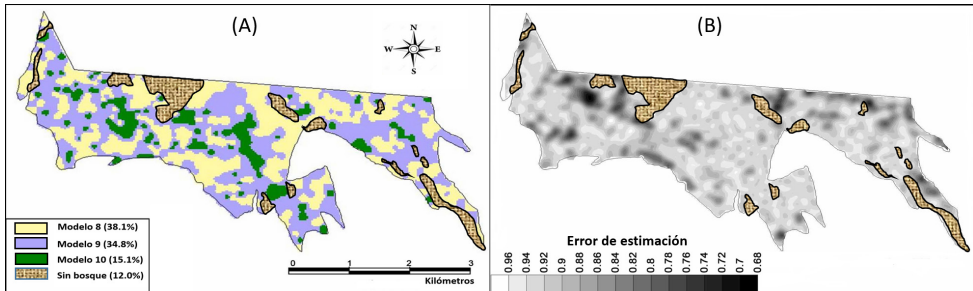 (A)
N
W E
S
Modelo 8 (38.1%)
Modelo 9 (34.8%)
Modelo 10 (15.1%)
Sin bosque (12.0%)
0 1 2 3
Kilómetros
(B)
Error de estimación
0.96 0.94 0.92 0.9 0.88 0.86 0.84 0.82 0.8 0.78 0.76 0.74 0.72 0.7 0.68